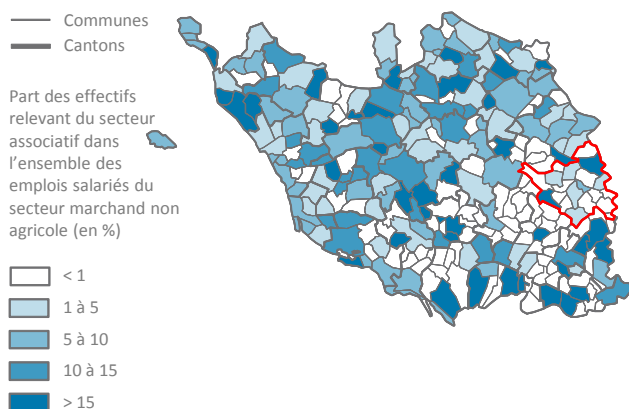 Communes
Cantons
Part des effectifs
relevant du secteur
associatif dans
l’ensemble des
emplois salariés du
secteur marchand non
agricole (en %)
< 1
1 à 5
5 à 10
10 à 15
> 15